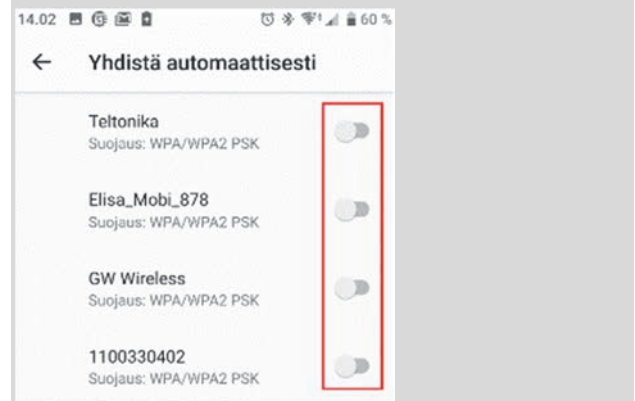 14.02 60 %
Yhdistä automaattisesti
Teltonika
Suojaus: WPA/WPA2 PSK
Elisa_Mobi_878
Suojaus: WPA/WPA2 PSK
GW Wireless
Suojaus: WPA/WPA2 PSK
1100330402
Suojaus: WPA/WPA2 PSK